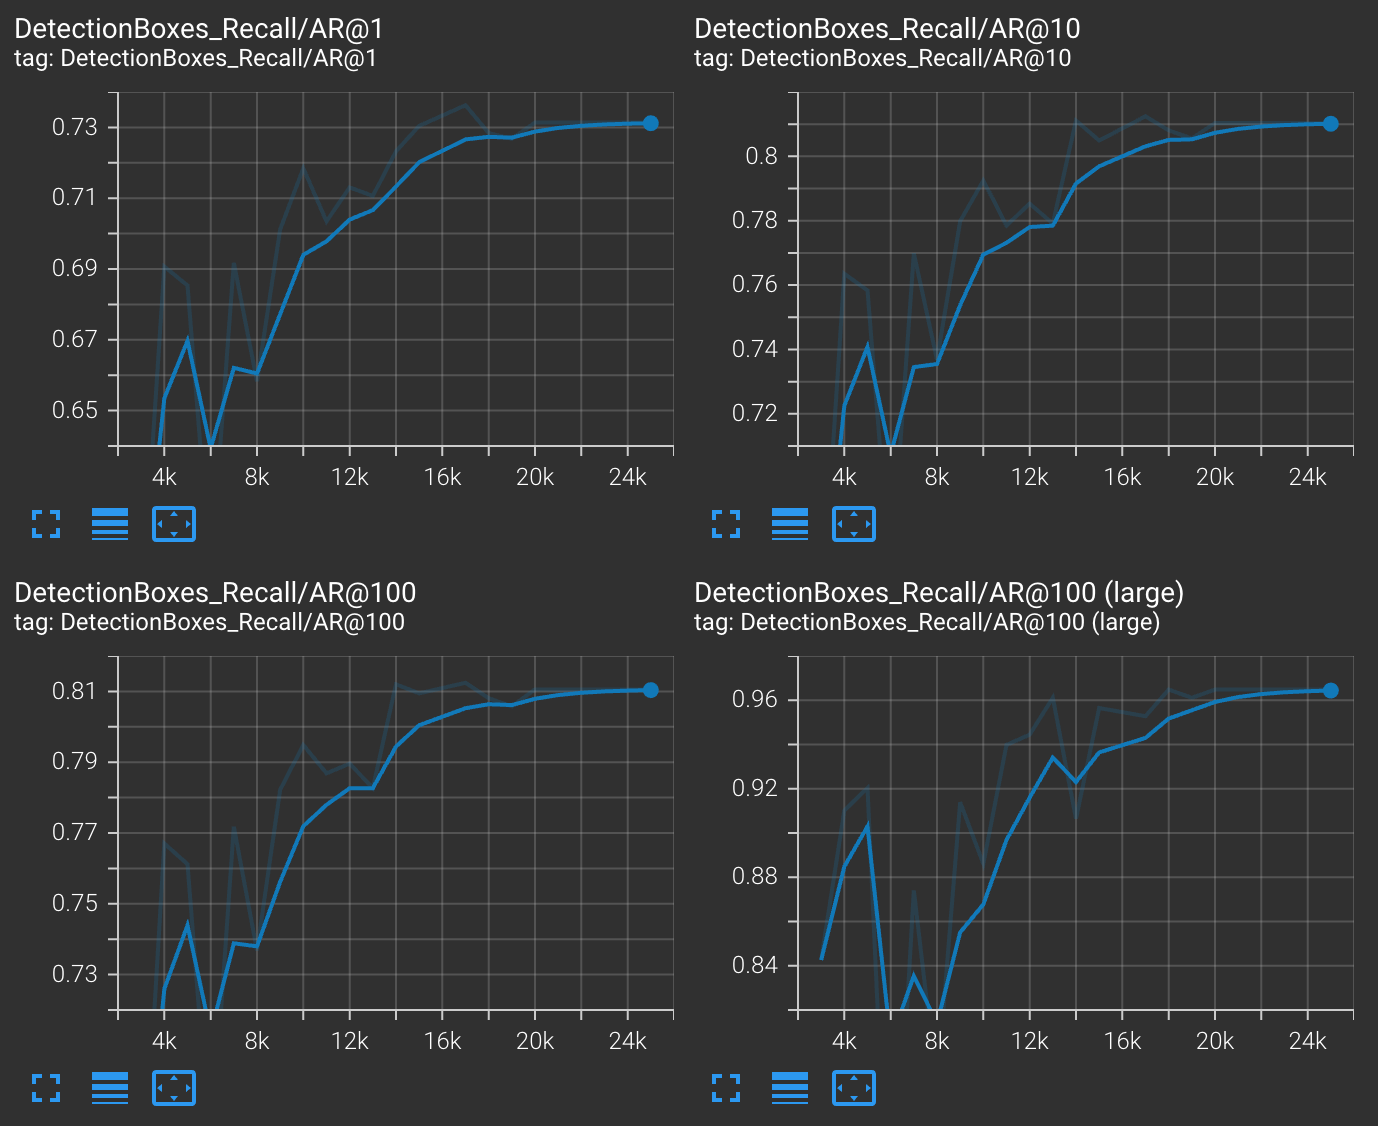 DetectionBoxes_Recall/AR@1
tag: DetectionBoxes_Recall/AR@1
0.73
0.71
0.69
0.67
0.65
4k 8k 12k 16k 20k 24k
DetectionBoxes_Recall/AR@10
tag: DetectionBoxes_Recall/AR@10
0.8
0.78
0.76
0.74
0.72
4k 8k 12k 16k 20k 24k
DetectionBoxes_Recall/AR@100
tag: DetectionBoxes_Recall/AR@100
0.81
0.79
0.77
0.75
0.73
4k 8k 12k 16k 20k 24k
DetectionBoxes_Recall/AR@100 (large)
tag: DetectionBoxes_Recall/AR@100 (large)
0.96
0.92
0.88
0.84
4k 8k 12k 16k 20k 24k